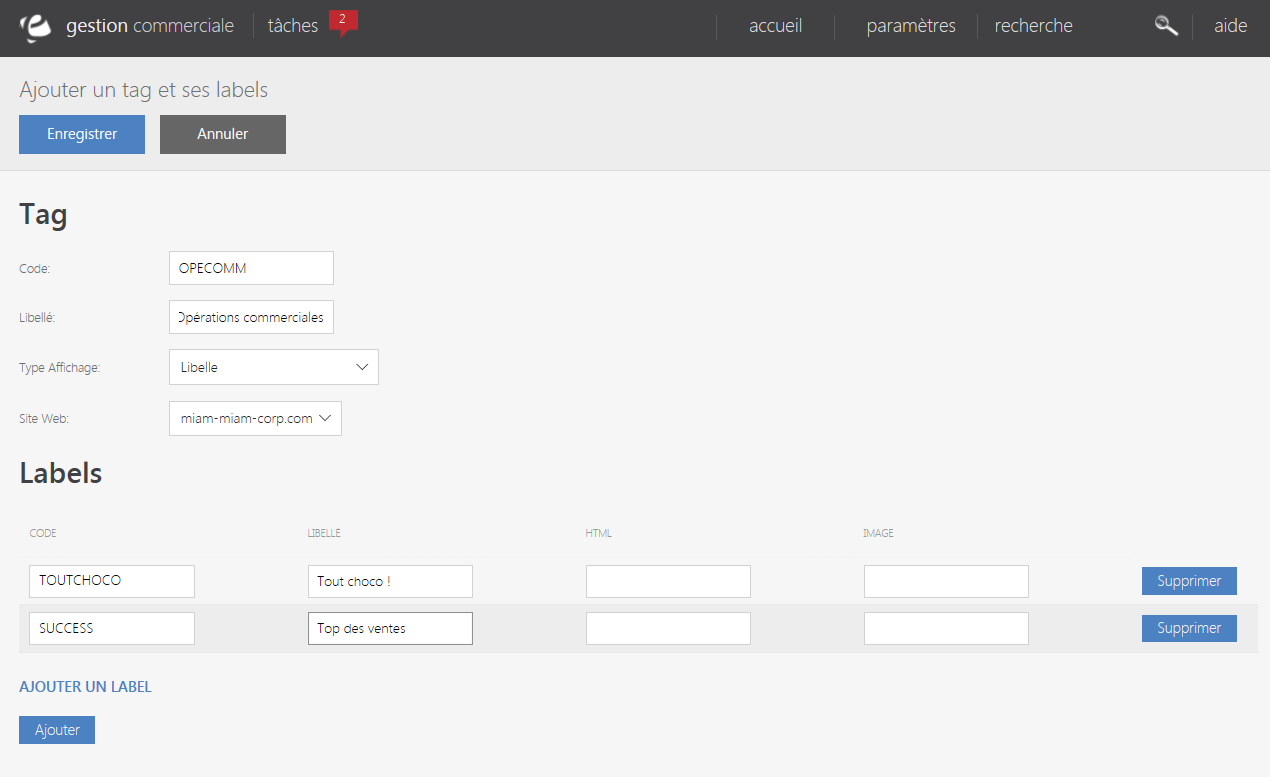 gestion commerciale tâches 2 accueil paramètres recherche aide
Ajouter un tag et ses labels
Enregistrer Annuler
Tag
Code: OPECOMM
Libellé: Opérations commerciales
Type Affichage: Libelle
Site Web: miam-miam-corp.com
Labels
CODE LIBELLÉ HTML IMAGE
TOUTCHOCO Tout choco ! Supprimer
SUCCESS Top des ventes Supprimer
AJOUTER UN LABEL
Ajouter